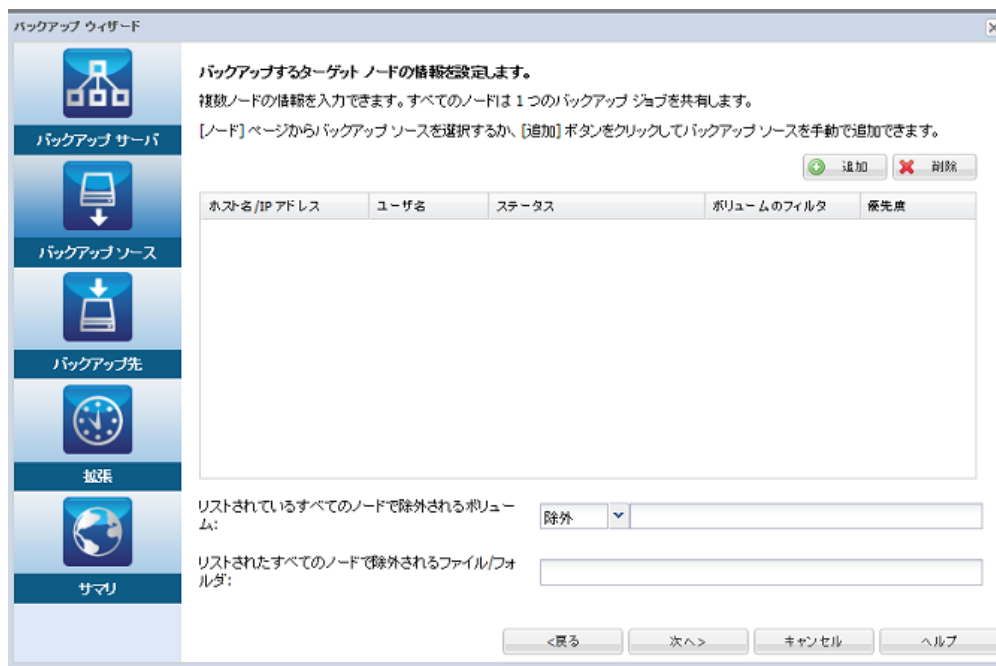 バックアップ ウィザード
バックアップ サーバ
バックアップ ソース
バックアップ先
拡張
サマリ
バックアップするターゲット ノードの情報を設定します。
複数ノードの情報を入力できます。すべてのノードは 1 つのバックアップ ジョブを共有します。
[ノード] ページからバックアップ ソースを選択するか、[追加] ボタンをクリックしてバックアップ ソースを手動で追加できます。
追加 削除
ホスト名/IP アドレス ユーザ名 ステータス ボリュームのフィルタ 優先度
リストされているすべてのノードで除外されるボリュー
ム:
除外
リストされたすべてのノードで除外されるファイル/フォ
ルダ:
<戻る 次へ> キャンセル ヘルプ